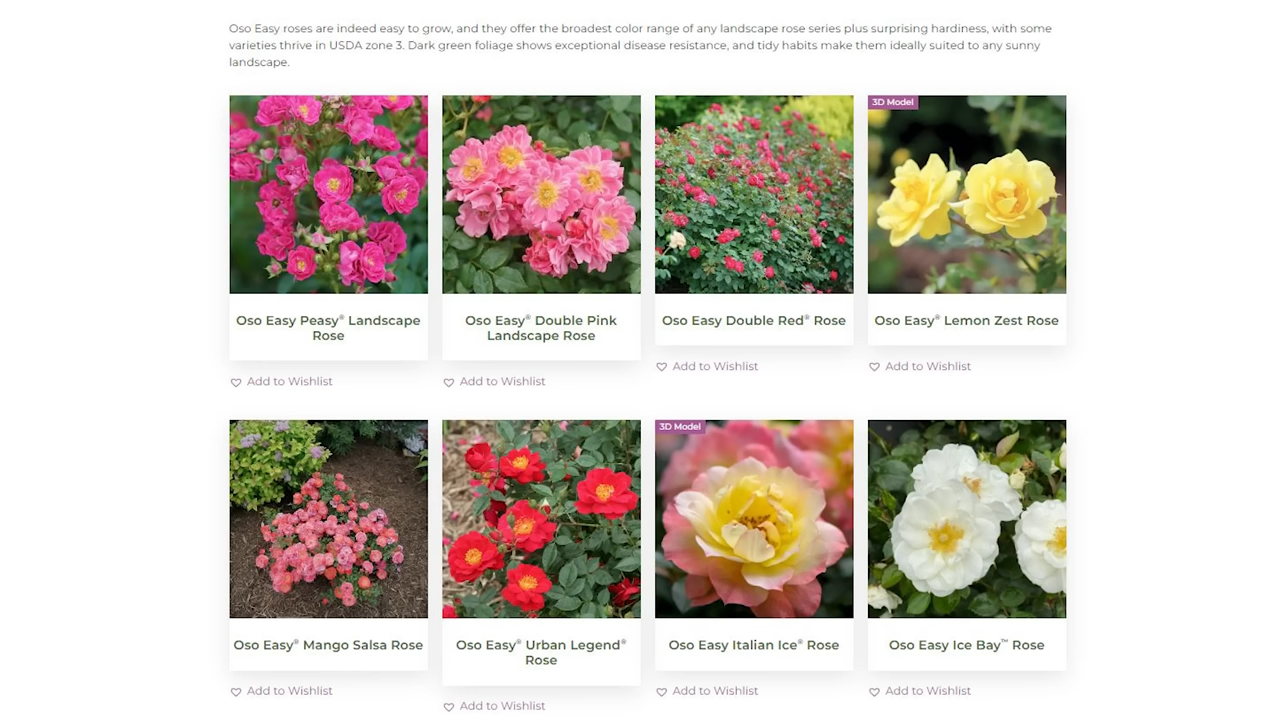 Oso Easy roses are indeed easy to grow, and they offer the broadest color range of any landscape rose series plus surprising hardiness, with some
varieties thrive in USDA zone 3. Dark green foliage shows exceptional disease resistance, and tidy habits make them ideally suited to any sunny
landscape.
3D Model
Oso Easy Peasy® Landscape
Rose
Add to Wishlist
Oso Easy® Double Pink
Landscape Rose
Add to Wishlist
Oso Easy Double Red® Rose
Add to Wishlist
Oso Easy® Lemon Zest Rose
Add to Wishlist
3D Model
Oso Easy® Mango Salsa Rose
Add to Wishlist
Oso Easy® Urban Legend®
Rose
Add to Wishlist
Oso Easy Italian Ice® Rose
Add to Wishlist
Oso Easy Ice Bay™ Rose
Add to Wishlist